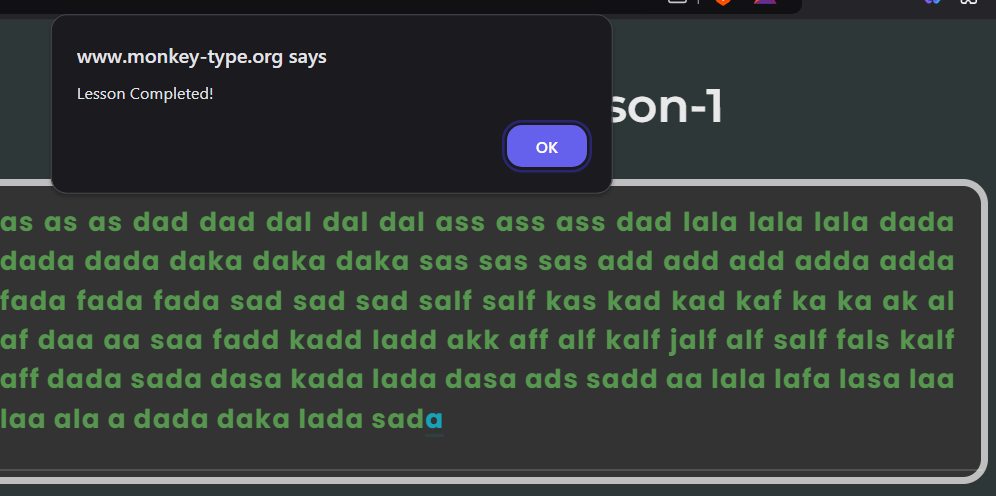 www.monkey-type.org says
Lesson Completed!
OK
son-1
as as as dad dad dal dal dal ass ass ass dad lala lala lala dada
dada dada daka daka daka sas sas sas add add add adda adda
fada fada fada sad sad sad salf salf kas kad kad kaf ka ka ak al
af daa aa saa fadd kadd ladd akk aff alf kalf jalf alf salf fals kalf
aff dada sada dasa kada lada dasa ads sadd aa lala lafa lasa laa
laa ala a dada daka lada sada